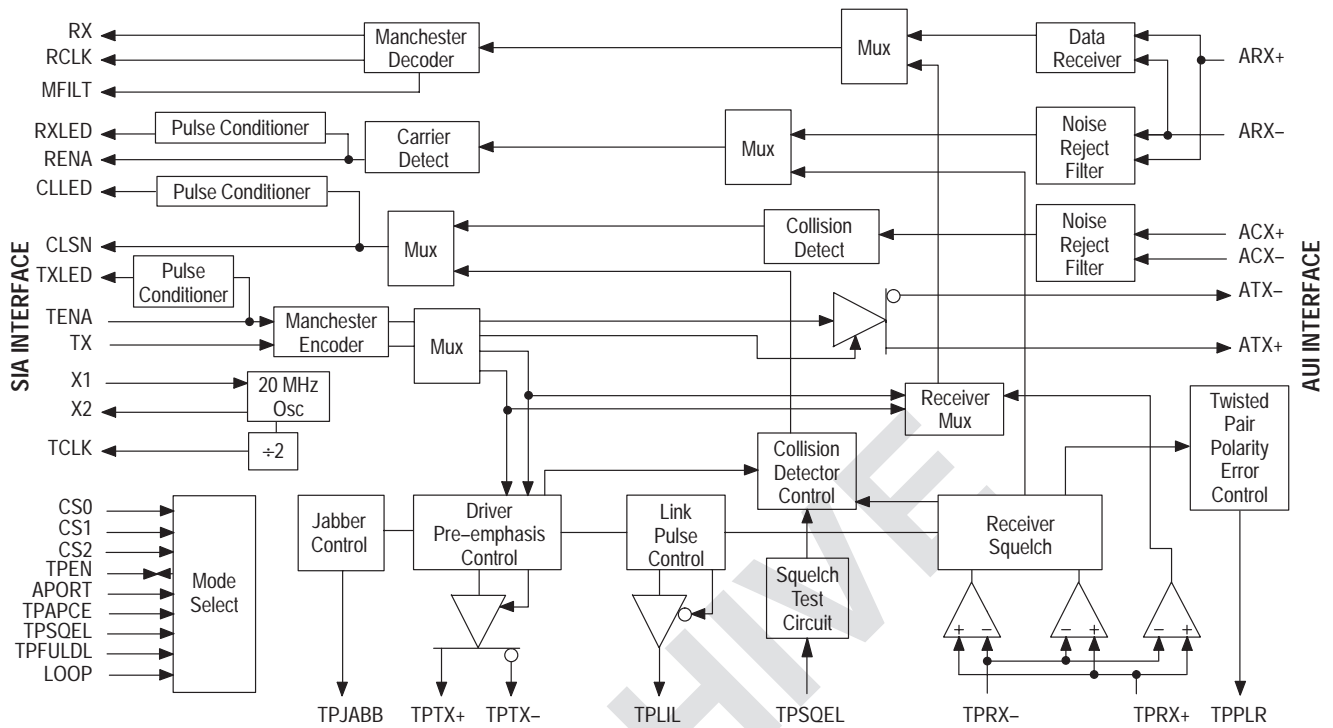 RX
RCLK
MFILT
RXLED
RENA
CLLED
CLSN
TXLED
TENA
TX
X1
X2
TCLK
CS0
CS1
CS2
TPEN
APORT
TPAPCE
TPSQEL
TPFULDL
LOOP
SIA INTERFACE
Manchester
Decoder
Pulse Conditioner
Carrier
Detect
Pulse Conditioner
Mux
Pulse
Conditioner
Manchester
Encoder
Mux
20 MHz
Osc
÷2
Mode
Select
Mux
Data
Receiver
Mux
Noise
Reject
Filter
Collision
Detect
Noise
Reject
Filter
Receiver
Mux
Twisted
Pair
Polarity
Error
Control
Collision
Detector
Control
Jabber
Control
Driver
Pre–emphasis
Control
Link
Pulse
Control
Receiver
Squelch
Squelch
Test
Circuit
+ –
– +
– +
ARX+
ARX–
ACX+
ACX–
ATX–
ATX+
AUI INTERFACE
TPJABB
TPTX+
TPTX–
TPLIL
TPSQEL
TPRX–
TPRX+
TPPLR
HIVE